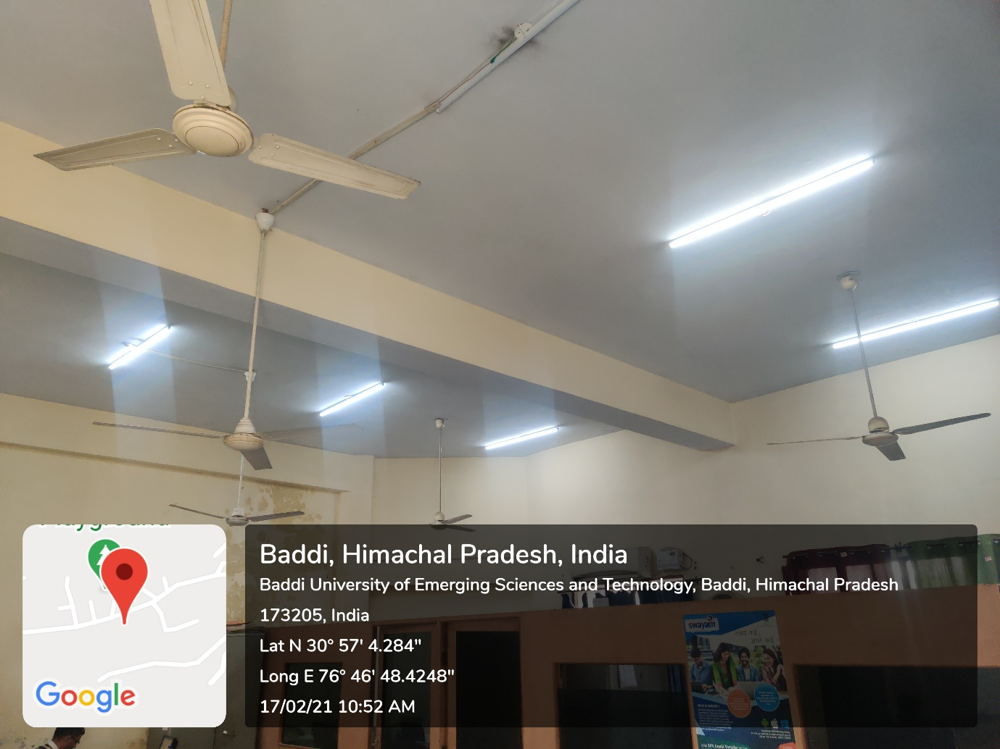 Playground
Google
Baddi, Himachal Pradesh, India
Baddi University of Emerging Sciences and Technology, Baddi, Himachal Pradesh
173205, India
Lat N 30° 57' 4.284"
Long E 76° 46' 48.4248"
17/02/21 10:52 AM
swayam